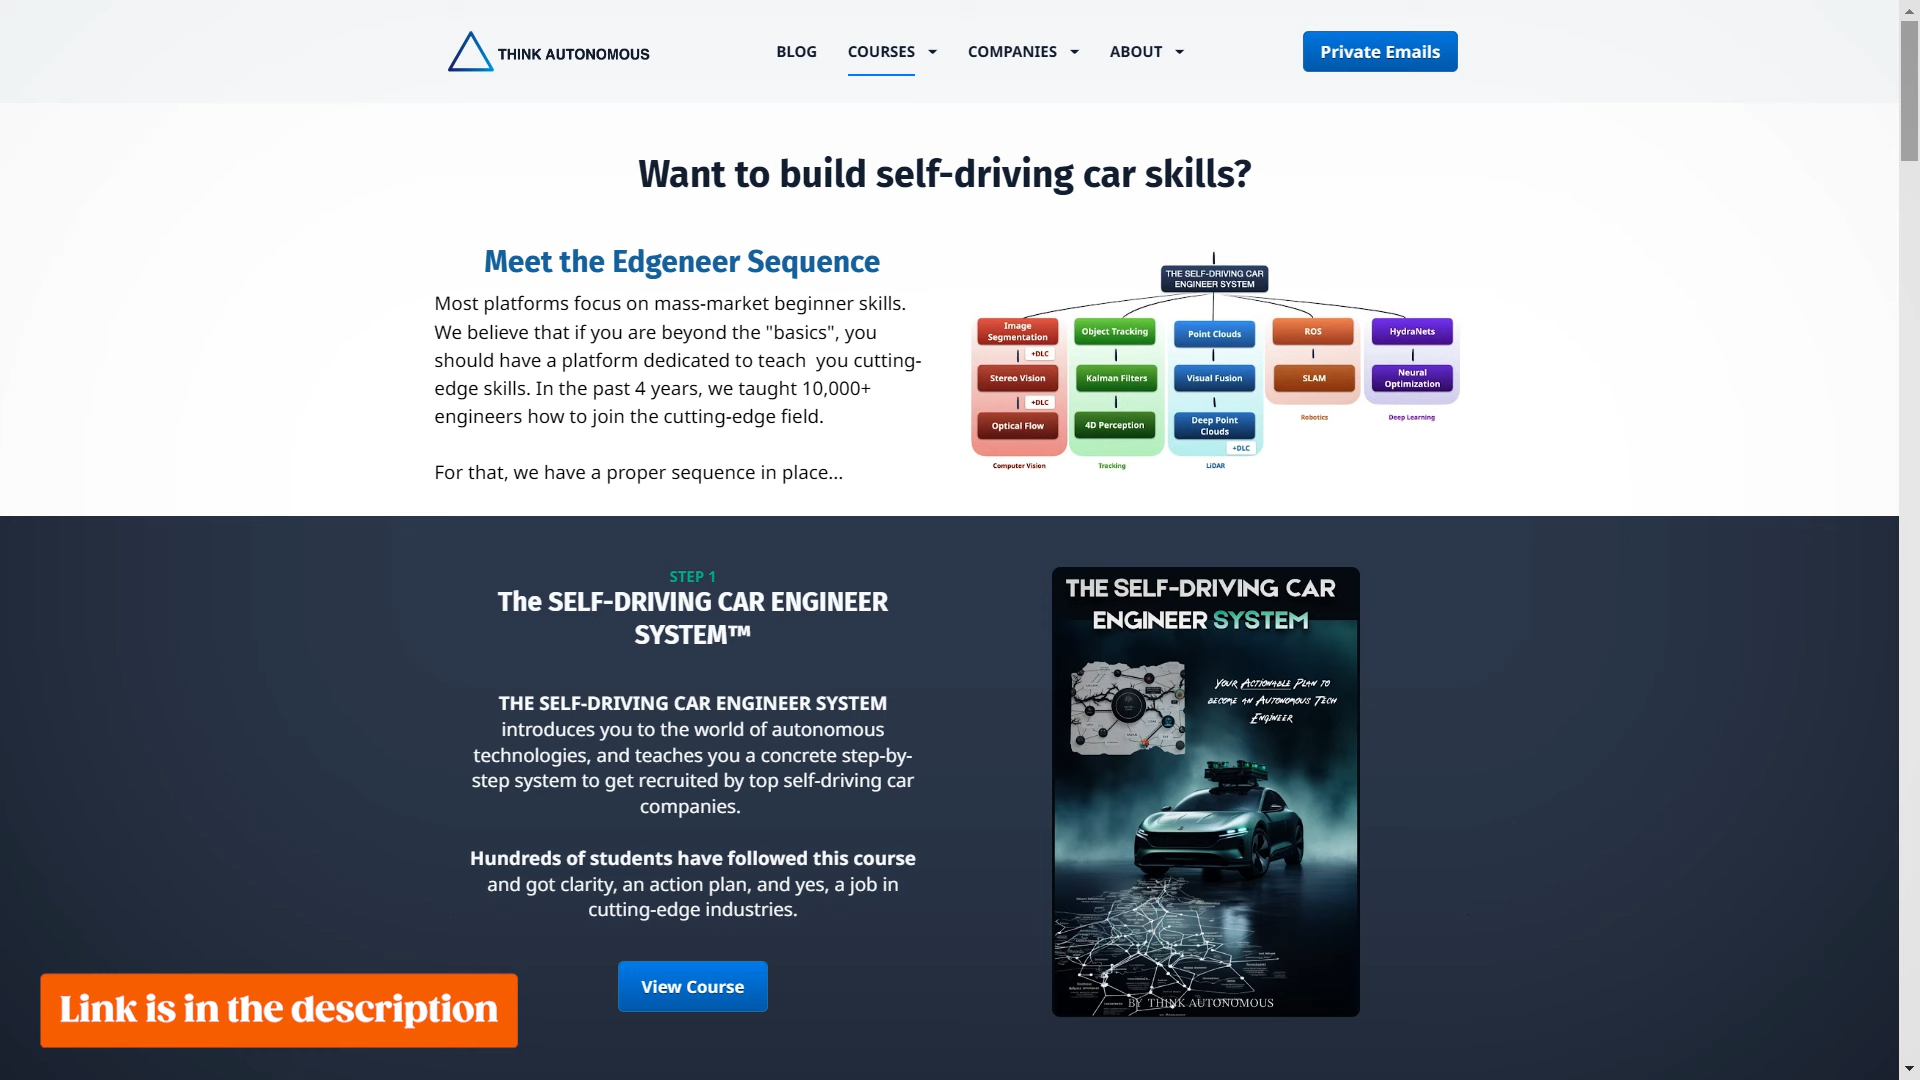 THINK AUTONOMOUS
BLOG
COURSES
COMPANIES
ABOUT
Private Emails
Want to build self-driving car skills?
Meet the Edgeneer Sequence
Most platforms focus on mass-market beginner skills.
We believe that if you are beyond the "basics", you
should have a platform dedicated to teach you cutting-
edge skills. In the past 4 years, we taught 10,000+
engineers how to join the cutting-edge field.
For that, we have a proper sequence in place...
THE SELF-DRIVING CAR
ENGINEER SYSTEM
Image
Segmentation
+DLC
Stereo Vision
+DLC
Optical Flow
Computer Vision
Object Tracking
Kalman Filters
4D Perception
Tracking
Point Clouds
Visual Fusion
Deep Point
Clouds
+DLC
LiDAR
ROS
SLAM
Robotics
HydraNets
Neural
Optimization
Deep Learning
STEP 1
The SELF-DRIVING CAR ENGINEER
SYSTEM™
THE SELF-DRIVING CAR ENGINEER SYSTEM
introduces you to the world of autonomous
technologies, and teaches you a concrete step-by-
step system to get recruited by top self-driving car
companies.
Hundreds of students have followed this course
and got clarity, an action plan, and yes, a job in
cutting-edge industries.
View Course
THE SELF-DRIVING CAR
ENGINEER SYSTEM
YOUR ACTIONABLE PLAN TO
BECOME AN AUTONOMOUS TECH
ENGINEER
BY THINK AUTONOMOUS
Link is in the description